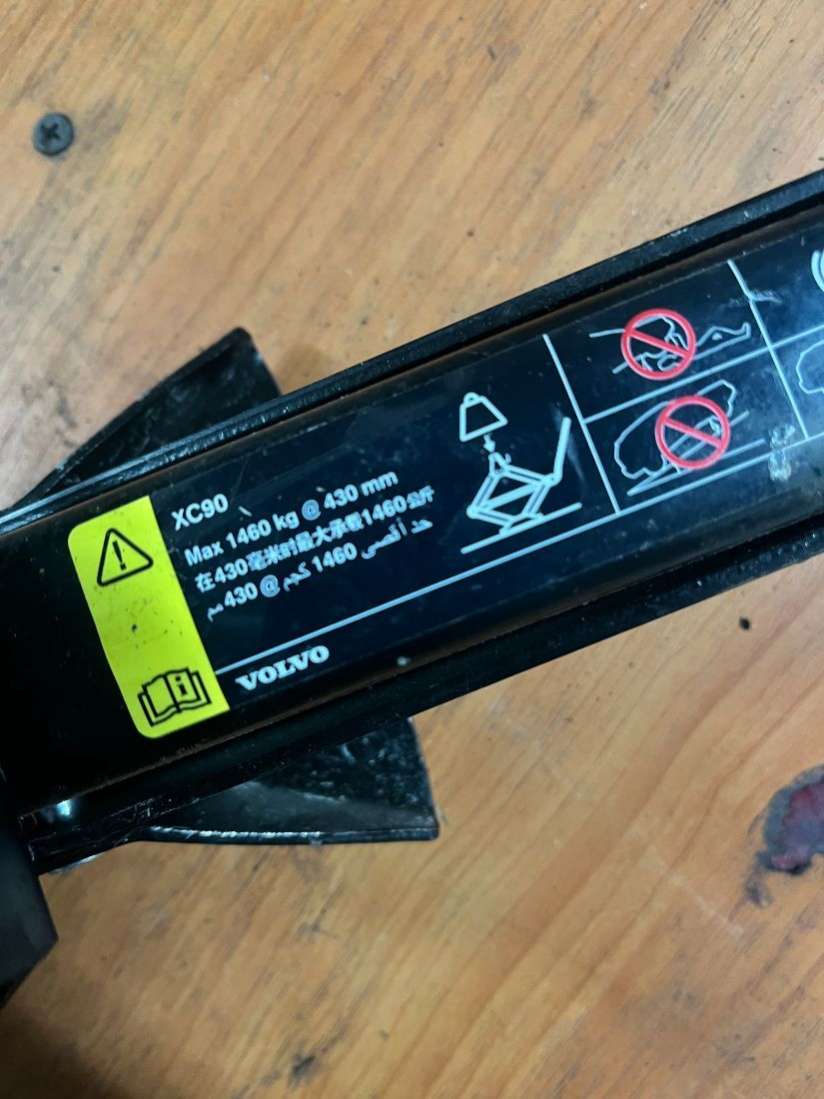 XC90
Max 1460 kg @ 430 mm
在430毫米时最大承载1460公斤
حد أقصى 1460 كجم @ 430 مم
VOLVO